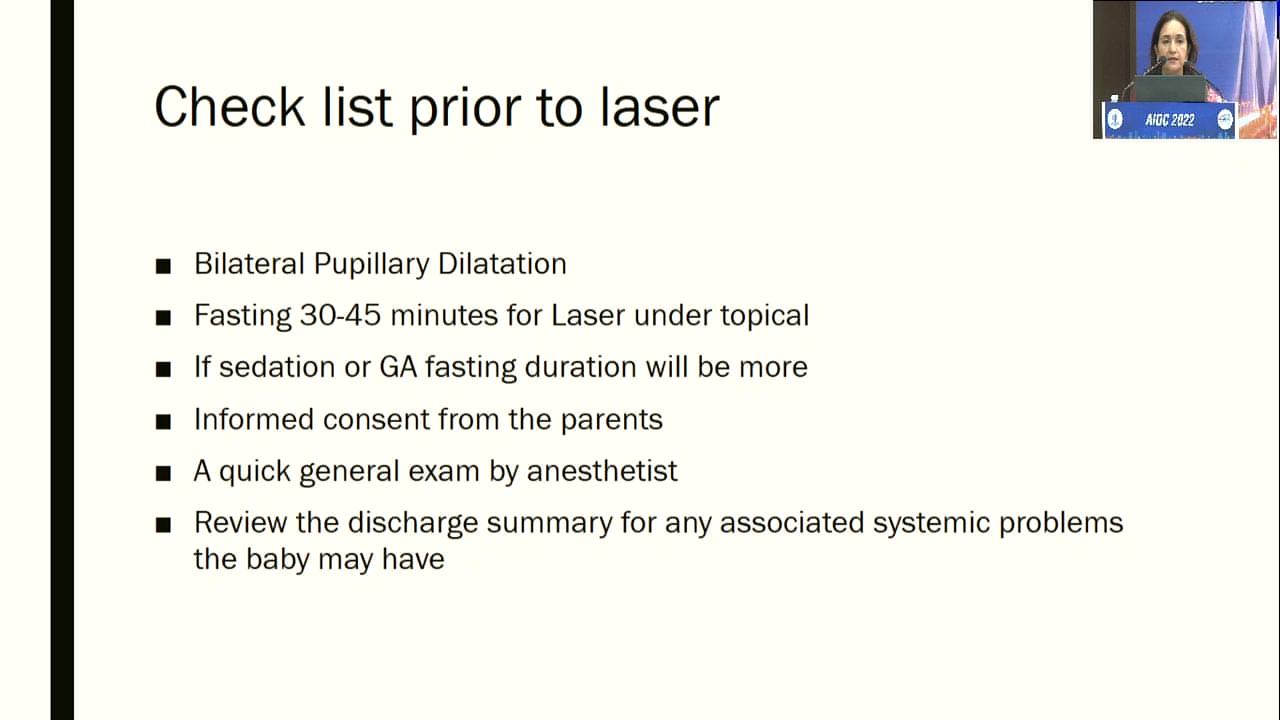 Check list prior to laser
AIOC 2022
■ Bilateral Pupillary Dilatation
■ Fasting 30-45 minutes for Laser under topical
■ If sedation or GA fasting duration will be more
■ Informed consent from the parents
■ A quick general exam by anesthetist
■ Review the discharge summary for any associated systemic problems
the baby may have